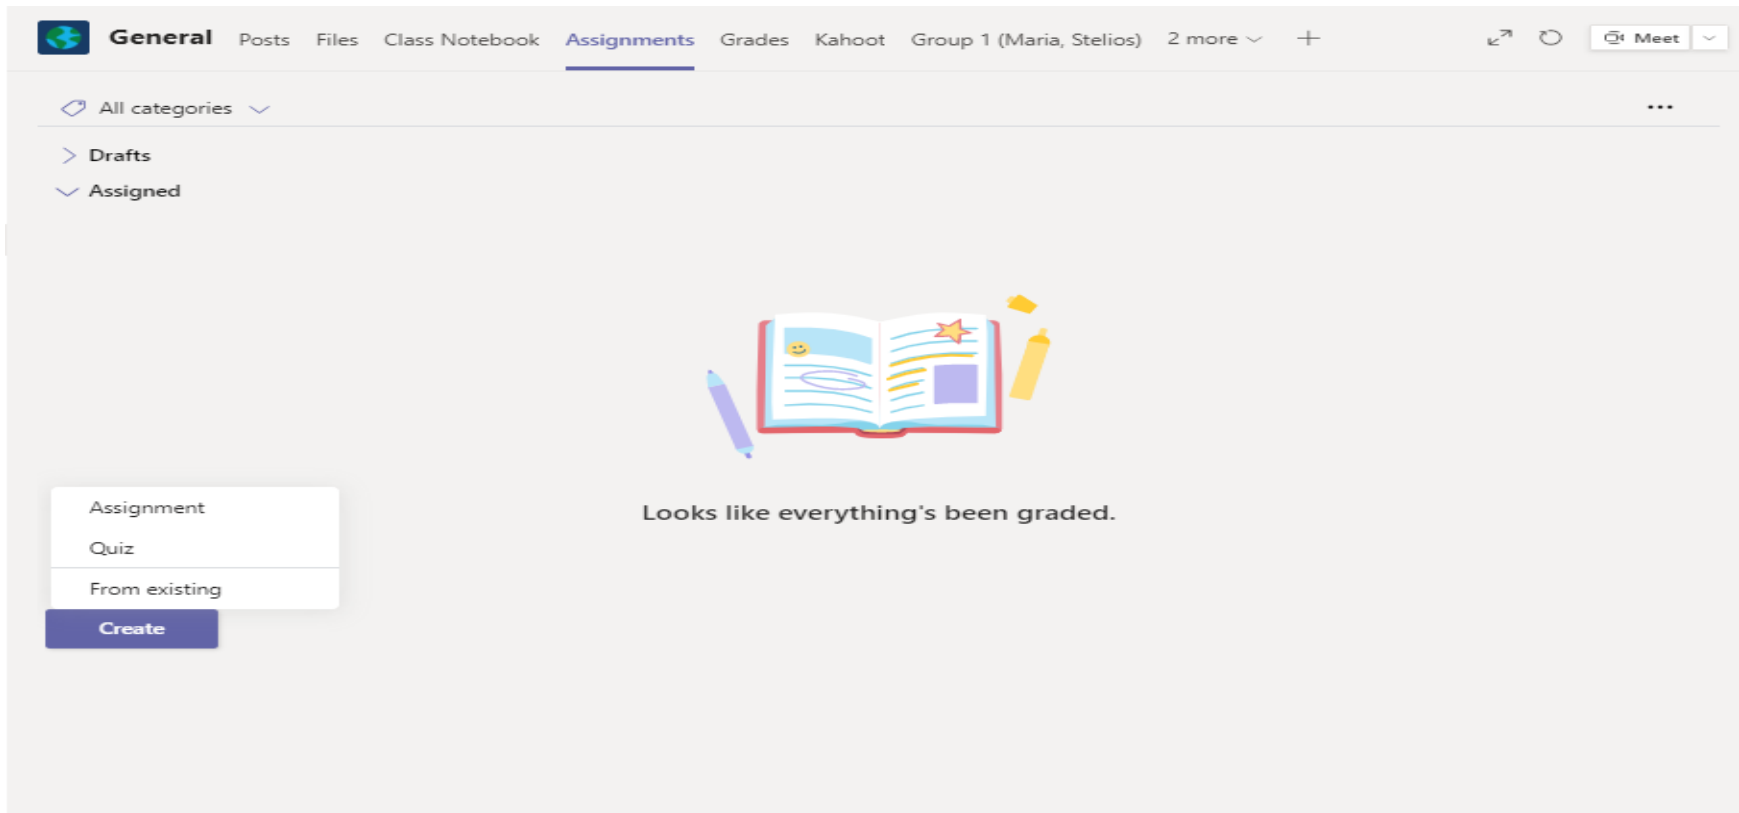 General Posts Files Class Notebook Assignments Grades Kahoot Group 1 (Maria, Stelios) 2 more Meet
All categories
Drafts
Assigned
Looks like everything's been graded.
Assignment
Quiz
From existing
Create